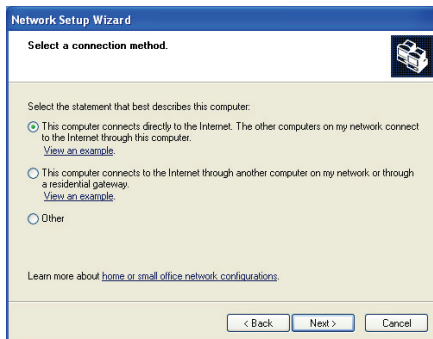 Network Setup Wizard
Select a connection method.
Select the statement that best describes this computer:
This computer connects directly to the Internet. The other computers on my network connect
to the Internet through this computer.
View an example.
This computer connects to the Internet through another computer on my network or through
a residential gateway.
View an example.
Other
Learn more about home or small office network configurations.
< Back Next > Cancel